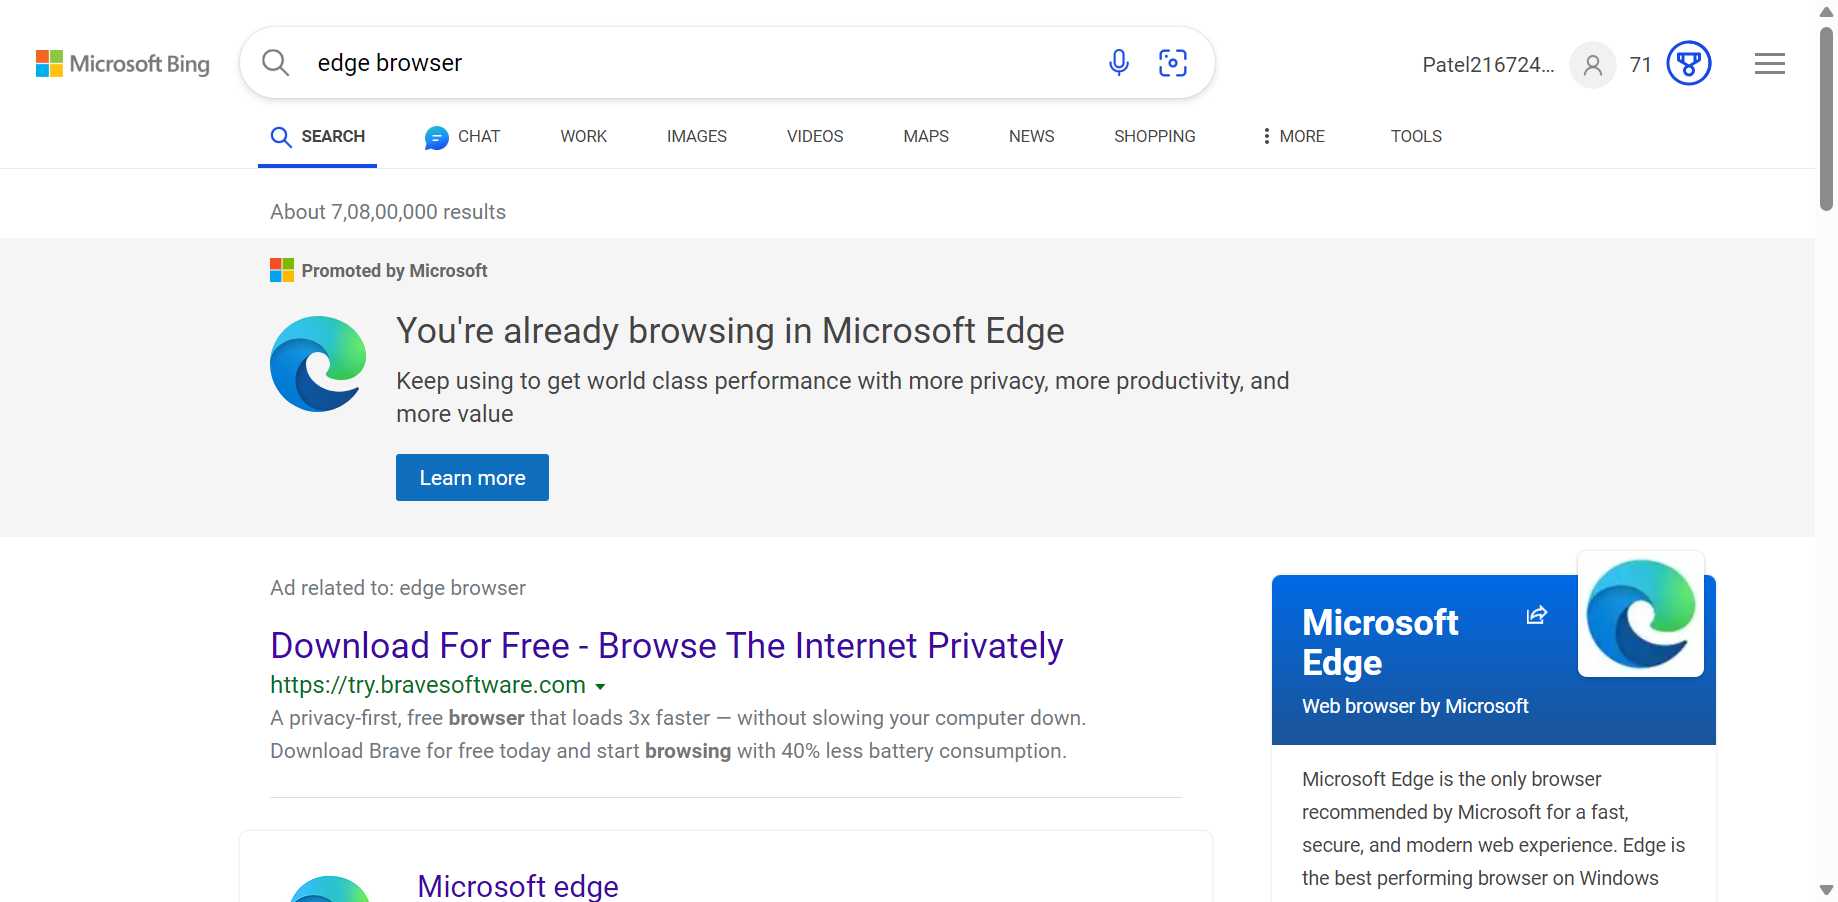 Microsoft Bing
edge browser
Patel216724...
71
SEARCH
CHAT
WORK
IMAGES
VIDEOS
MAPS
NEWS
SHOPPING
MORE
TOOLS
About 7,08,00,000 results
Promoted by Microsoft
You're already browsing in Microsoft Edge
Keep using to get world class performance with more privacy, more productivity, and
more value
Learn more
Ad related to: edge browser
Download For Free - Browse The Internet Privately
https://try.bravesoftware.com
A privacy-first, free browser that loads 3x faster — without slowing your computer down.
Download Brave for free today and start browsing with 40% less battery consumption.
Microsoft edge
Microsoft
Edge
Web browser by Microsoft
Microsoft Edge is the only browser
recommended by Microsoft for a fast,
secure, and modern web experience. Edge is
the best performing browser on Windows